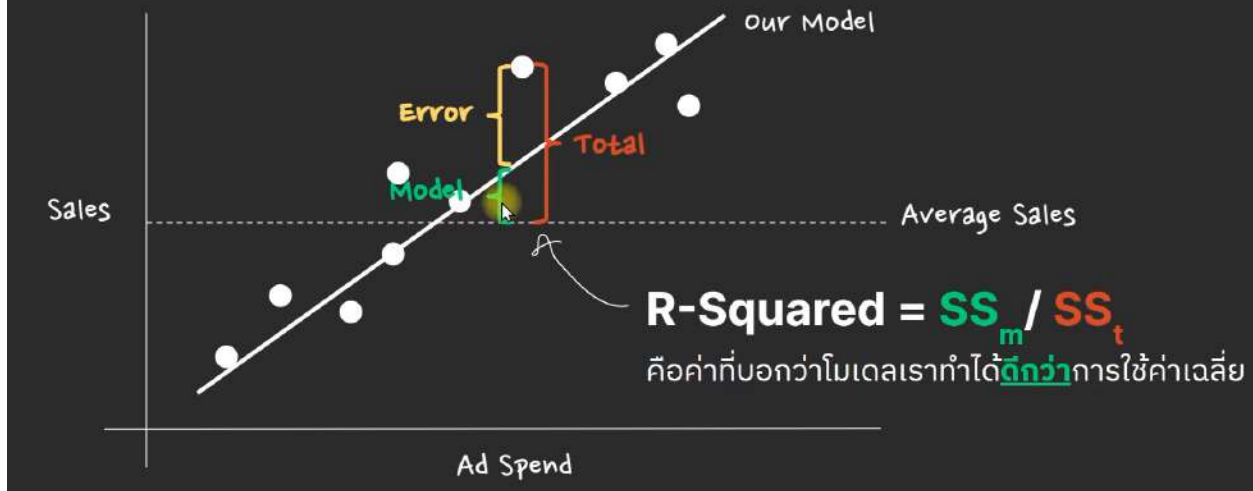 Our Model
Error
Total
Model
Sales
Average Sales
R-Squared = SSm/ SSt
คือค่าที่บอกว่าโมเดลเราทำได้ดีกว่าการใช้ค่าเฉลี่ย
Ad Spend